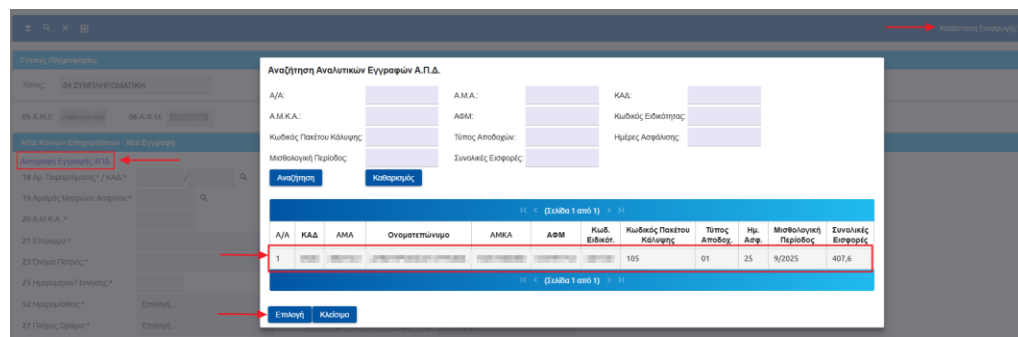 Κατάσταση Εισαγωγής
Γενικές Πληροφορίες
Τύπος: 04 ΣΥΜΠΛΗΡΩΜΑΤΙΚΗ
05 Α.Μ.Ε: 06 Α.Φ.Μ:
ΑΠΔ Κοινών Επιχειρήσεων - Νέα Εγγραφή
Αντιγραφή Εγγραφής ΑΠΔ
18 Αρ. Παραρτήματος* / ΚΑΔ:* /
19 Αριθμός Μητρώου Ασφ/νου:*
20 Α.Μ.Κ.Α. :*
21 Επώνυμο:*
23 Όνομα Πατρός:*
25 Ημερομηνία Γέννησης:*
52 Ημερομίσθιος:* Επιλογή...
27 Πλήρες Ωράριο:* Επιλογή...
Αναζήτηση Αναλυτικών Εγγραφών Α.Π.Δ.
Α/Α: Α.Μ.Α.: ΚΑΔ:
Α.Μ.Κ.Α.: ΑΦΜ: Κωδικός Ειδικότητας:
Κωδικός Πακέτου Κάλυψης: Τύπος Αποδοχών: Ημέρες Ασφάλισης:
Μισθολογική Περίοδος: Συνολικές Εισφορές:
Αναζήτηση Καθαρισμός
(Σελίδα 1 από 1)
Α/Α ΚΑΔ ΑΜΑ Ονοματεπώνυμο ΑΜΚΑ ΑΦΜ Κωδ. Ειδικότ. Κωδικός Πακέτου Κάλυψης Τύπος Αποδοχ. Ημ. Ασφ. Μισθολογική Περίοδος Συνολικές Εισφορές
1 105 01 25 9/2025 407,6
(Σελίδα 1 από 1)
Επιλογή Κλείσιμο